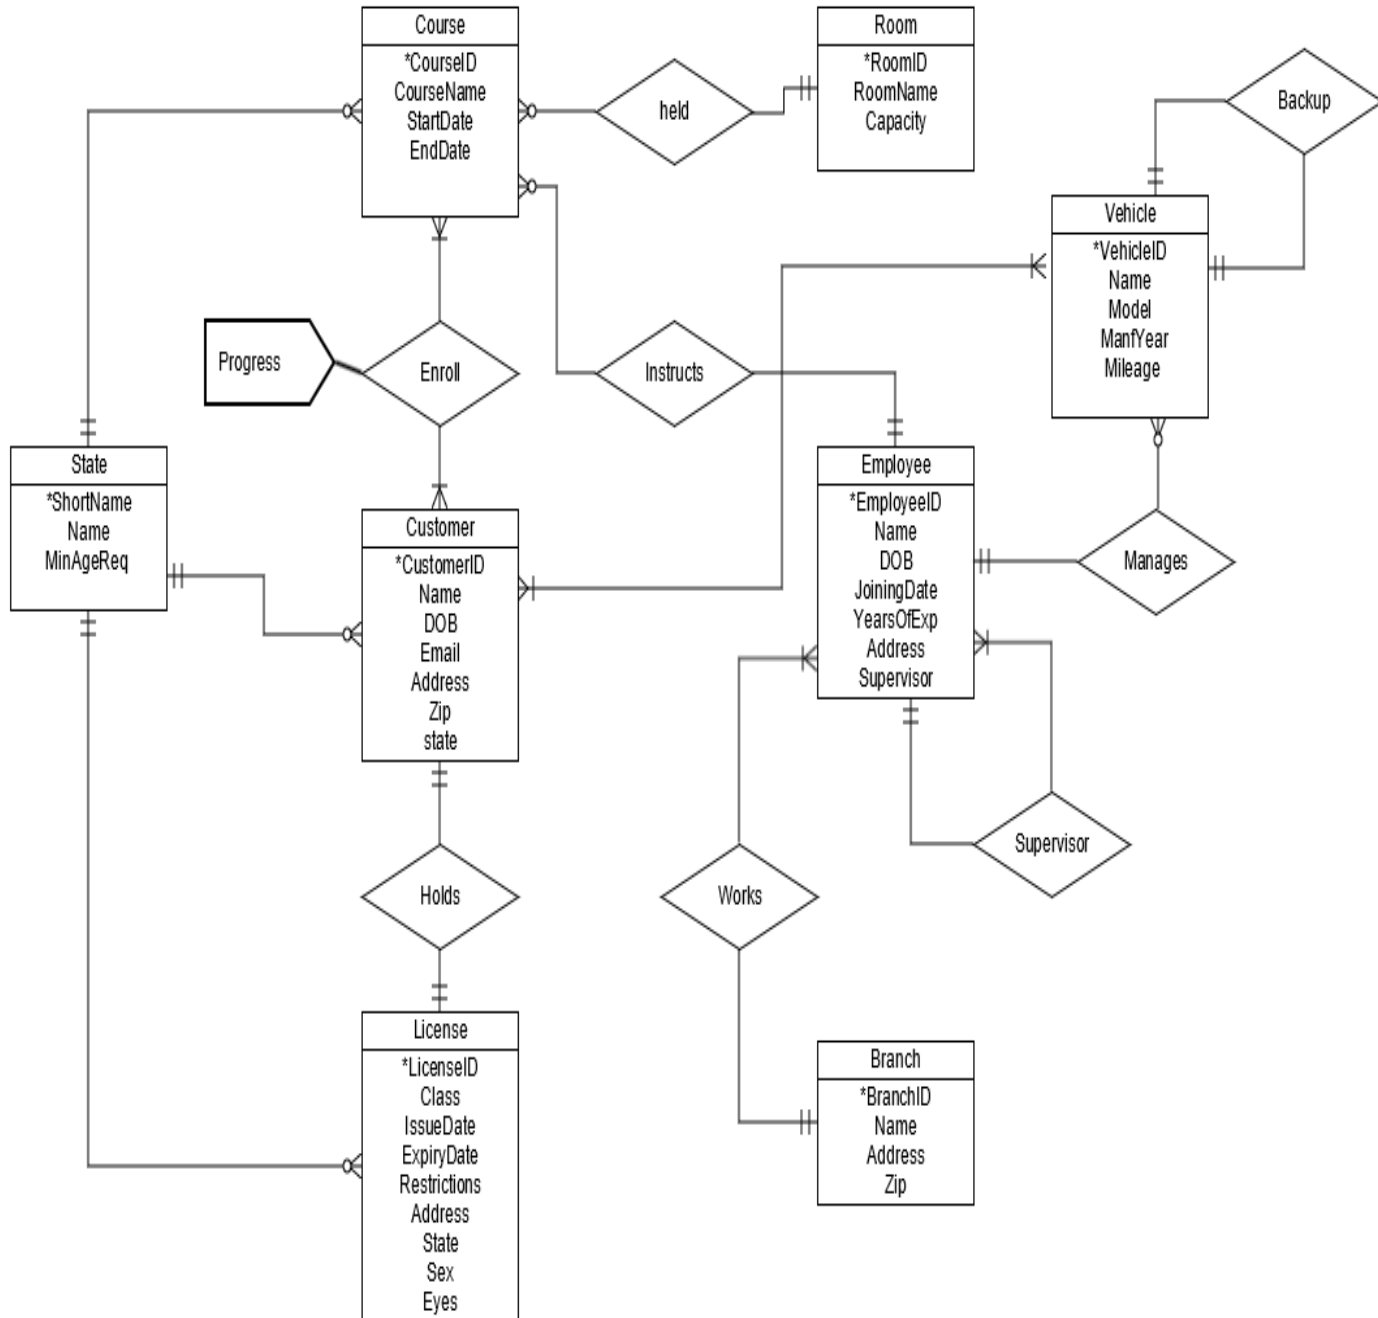 Course
*CourseID
CourseName
StartDate
EndDate
held
Room
*RoomID
RoomName
Capacity
Backup
Vehicle
*VehicleID
Name
Model
ManfYear
Mileage
Progress
Enroll
Instructs
State
*ShortName
Name
MinAgeReq
Customer
*CustomerID
Name
DOB
Email
Address
Zip
state
Employee
*EmployeeID
Name
DOB
JoiningDate
YearsOfExp
Address
Supervisor
Manages
Supervisor
Holds
Works
License
*LicenseID
Class
IssueDate
ExpiryDate
Restrictions
Address
State
Sex
Eyes
Branch
*BranchID
Name
Address
Zip